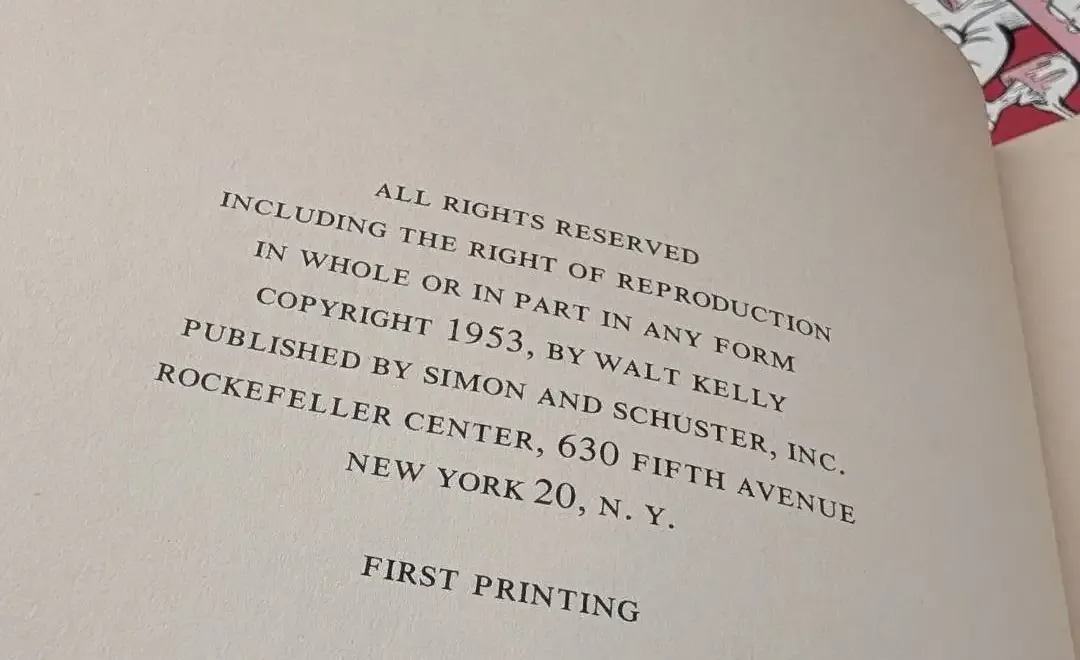 ALL RIGHTS RESERVED
INCLUDING THE RIGHT OF REPRODUCTION
IN WHOLE OR IN PART IN ANY FORM
COPYRIGHT 1953, BY WALT KELLY
PUBLISHED BY SIMON AND SCHUSTER, INC.
ROCKEFELLER CENTER, 630 FIFTH AVENUE
NEW YORK 20, N. Y.
FIRST PRINTING